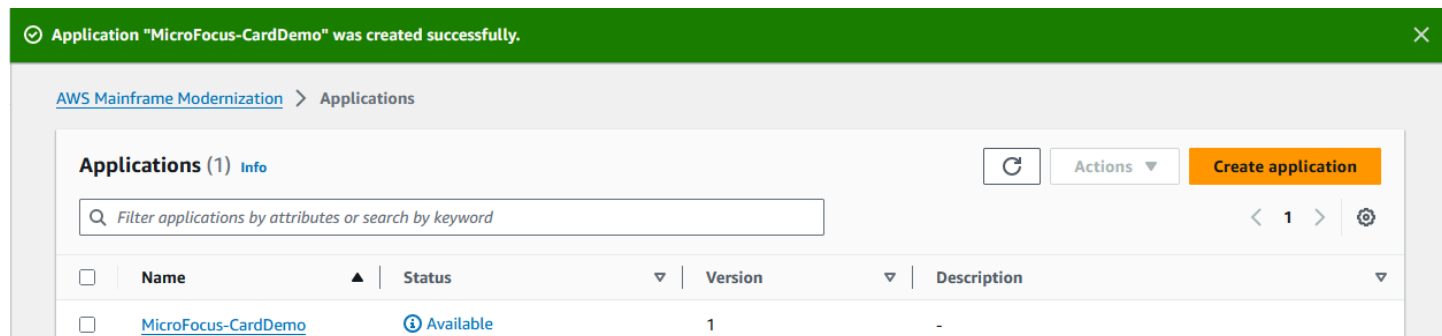 Application "MicroFocus-CardDemo" was created successfully.
AWS Mainframe Modernization > Applications
Applications (1) Info
Actions
Create application
Filter applications by attributes or search by keyword
1
Name Status Version Description
MicroFocus-CardDemo Available 1 -